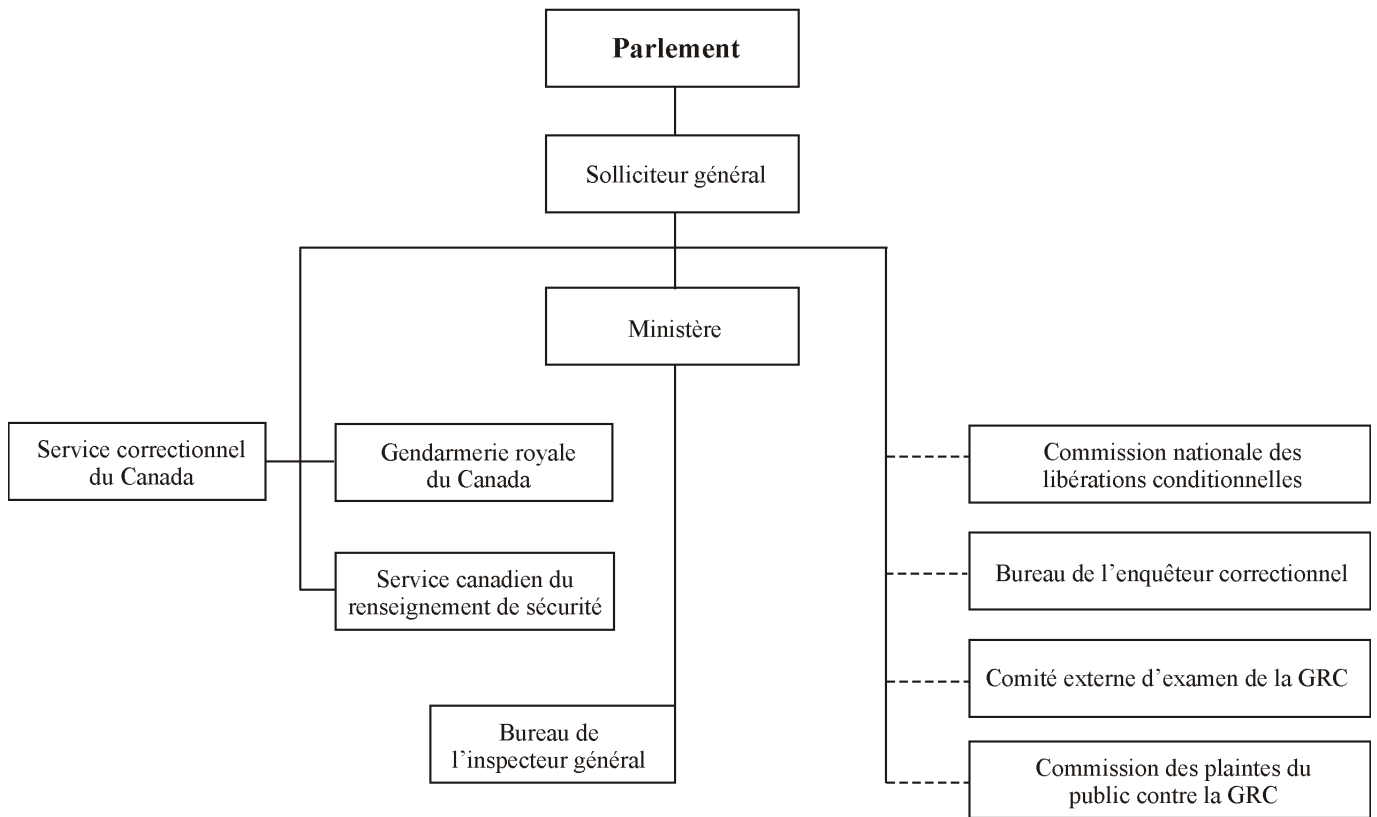 Parlement
Solliciteur général
Ministère
Service correctionnel
du Canada
Gendarmerie royale
du Canada
Service canadien du
renseignement de sécurité
Bureau de
l’inspecteur général
Commission nationale des
libérations conditionnelles
Bureau de l’enquêteur correctionnel
Comité externe d’examen de la GRC
Commission des plaintes du
public contre la GRC